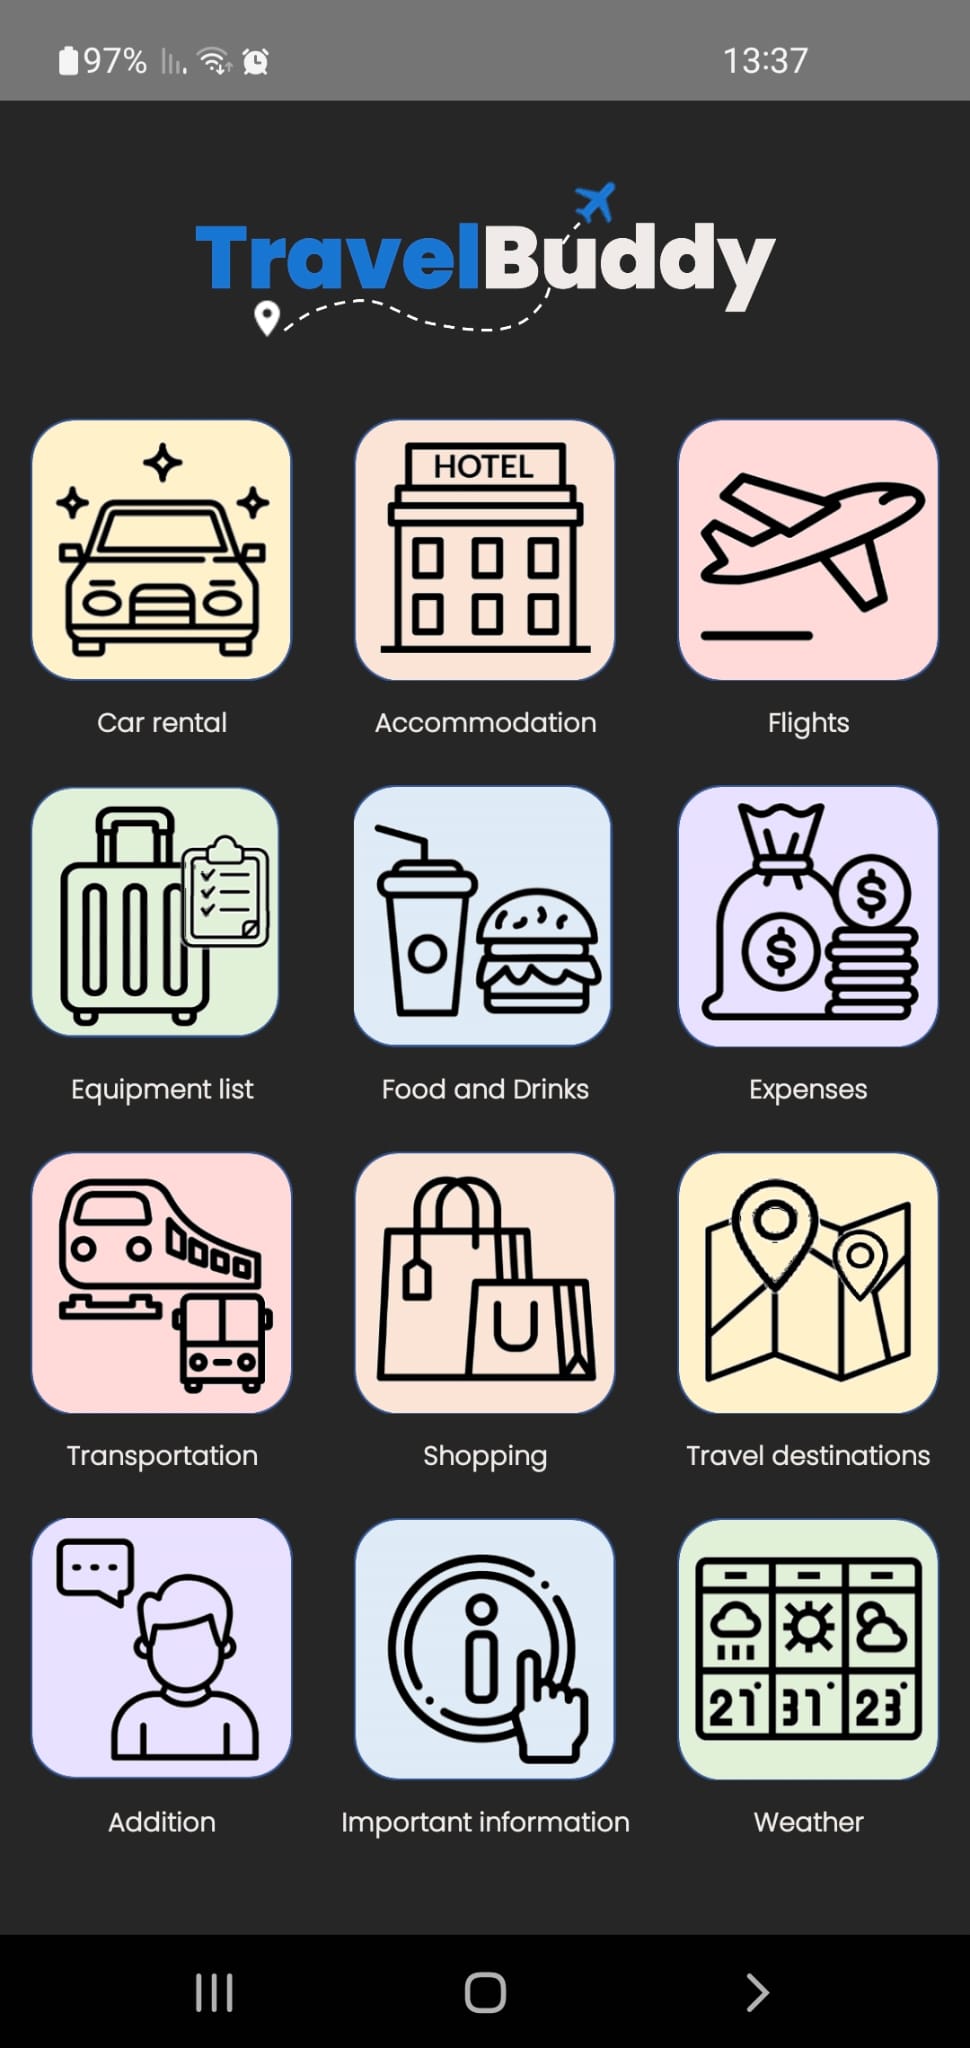 97%
13:37
TravelBuddy
HOTEL
Car rental
Accommodation
Flights
$
$
Equipment list
Food and Drinks
Expenses
Transportation
Shopping
Travel destinations
21° 31° 23°
Addition
Important information
Weather